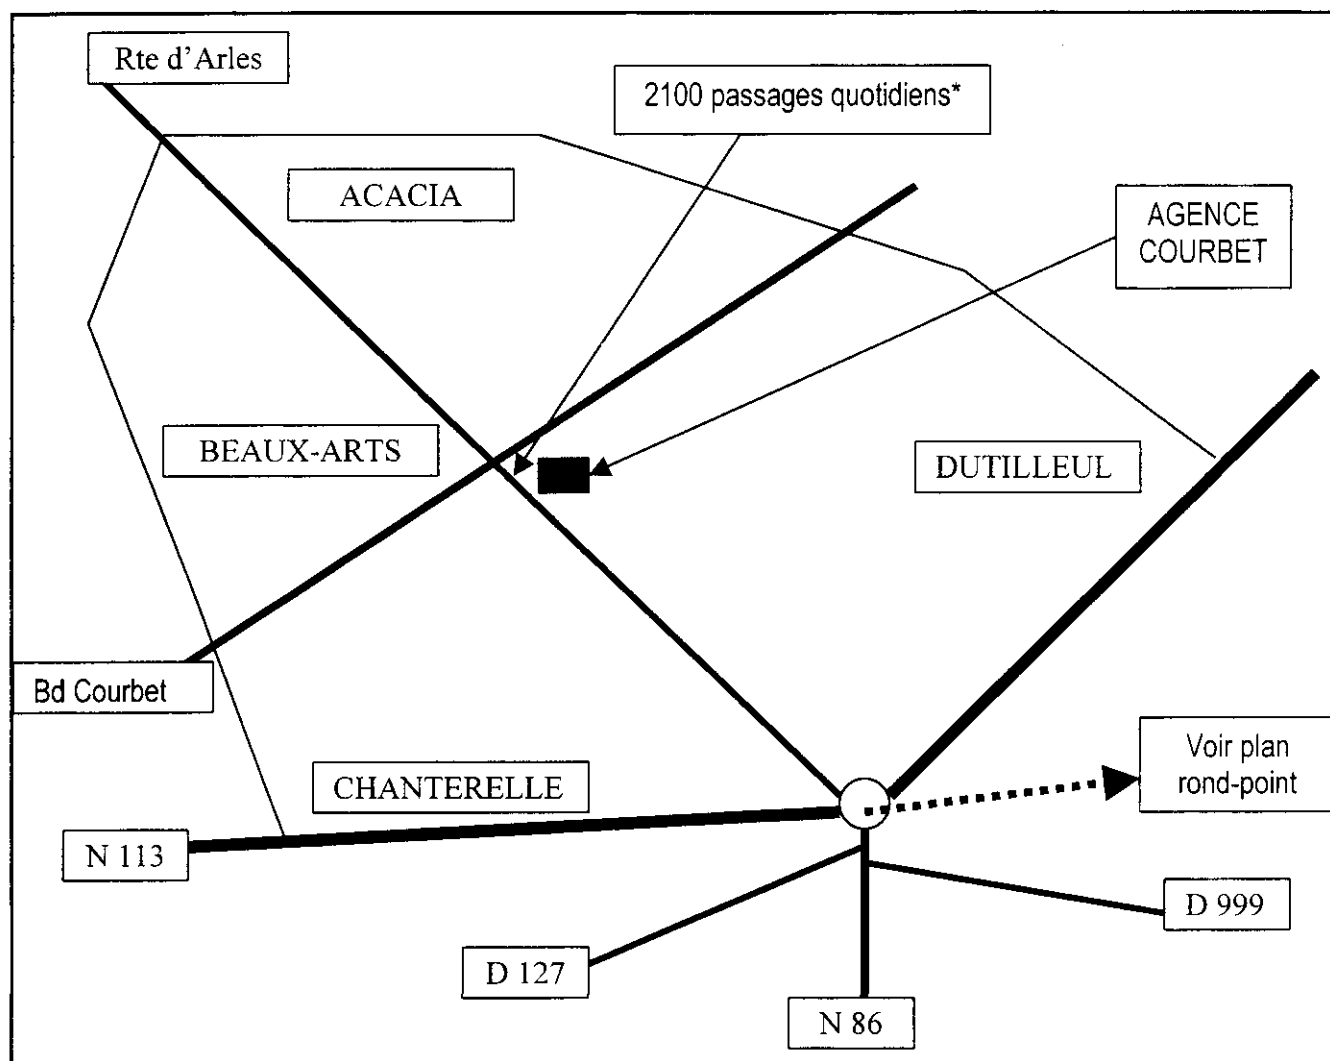 Rte d'Arles
2100 passages quotidiens*
ACACIA
AGENCE
COURBET
BEAUX-ARTS
DUTILLEUL
Bd Courbet
Voir plan
rond-point
CHANTERELLE
N 113
D 999
D 127
N 86